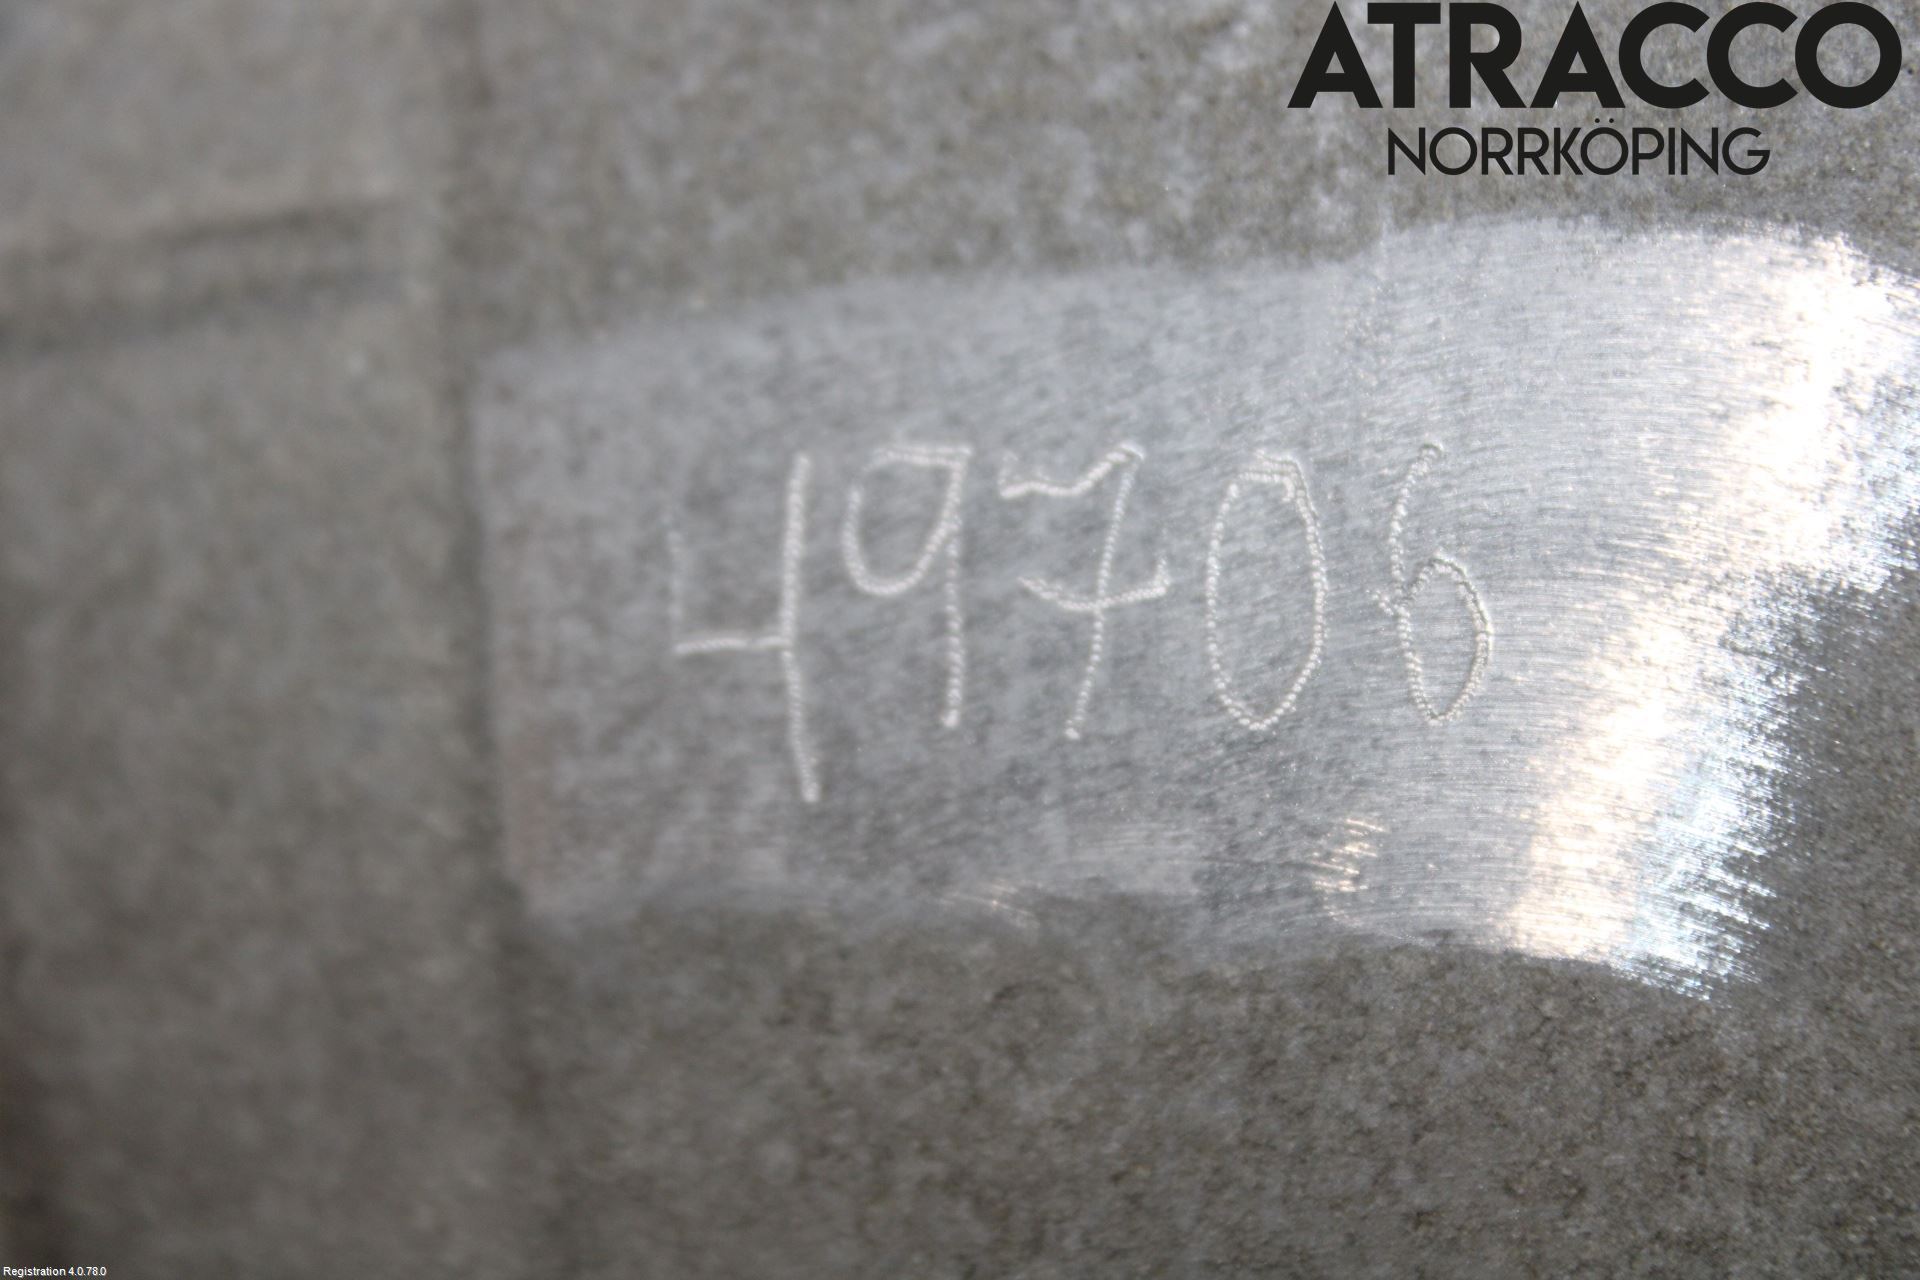 ATRACCO
NORRKÖPING
49706
Registration 4.0.78.0